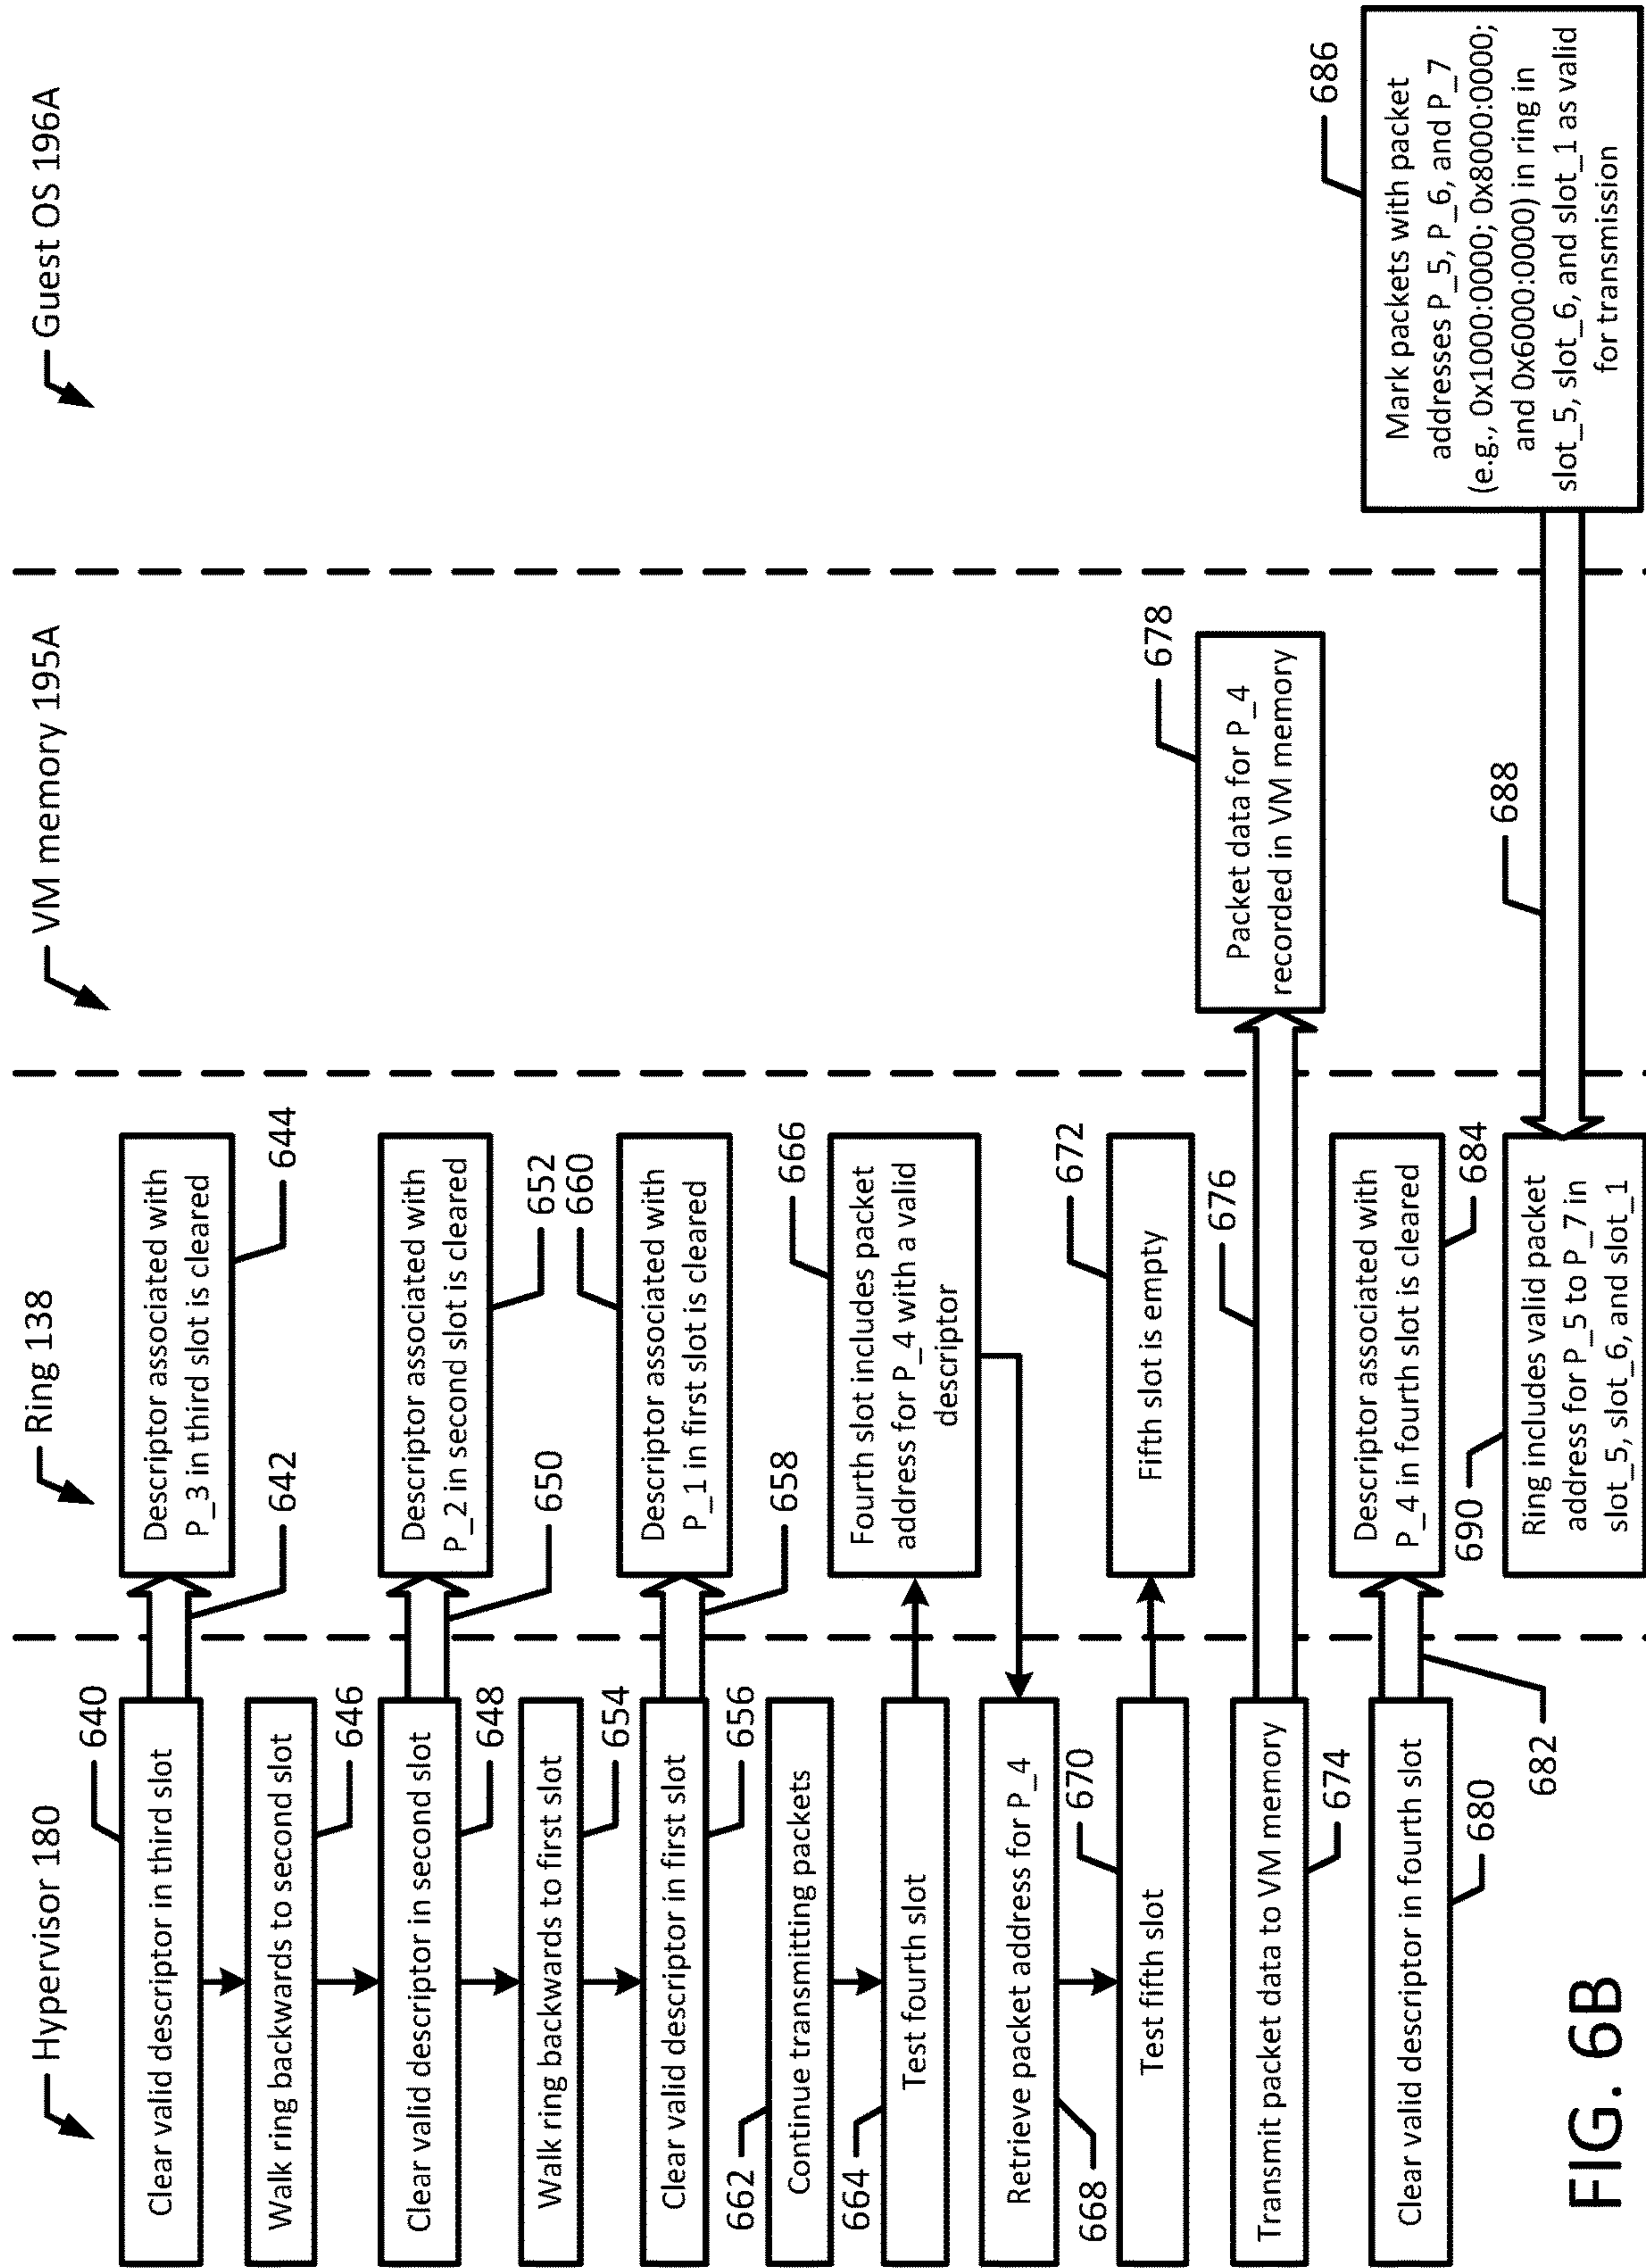 Hypervisor 180
Ring 138
VM memory 195A
Guest OS 196A
640
Clear valid descriptor in third slot
642
Descriptor associated with
P_3 in third slot is cleared
644
Walk ring backwards to second slot
646
Clear valid descriptor in second slot
648
650
Descriptor associated with
P_2 in second slot is cleared
652
Walk ring backwards to first slot
654
Clear valid descriptor in first slot
656
658
660
Descriptor associated with
P_1 in first slot is cleared
662
Continue transmitting packets
664
Test fourth slot
666
Fourth slot includes packet
address for P_4 with a valid
descriptor
668
Retrieve packet address for P_4
670
Test fifth slot
672
Fifth slot is empty
Transmit packet data to VM memory
674
676
678
Packet data for P_4
recorded in VM memory
Clear valid descriptor in fourth slot
680
682
Descriptor associated with
P_4 in fourth slot is cleared
684
686
Mark packets with packet
addresses P_5, P_6, and P_7
(e.g., 0x1000:0000; 0x8000:0000;
and 0x6000:0000) in ring in
slot_5, slot_6, and slot_1 as valid
for transmission
688
690
Ring includes valid packet
address for P_5 to P_7 in
slot_5, slot_6, and slot_1
FIG. 6B